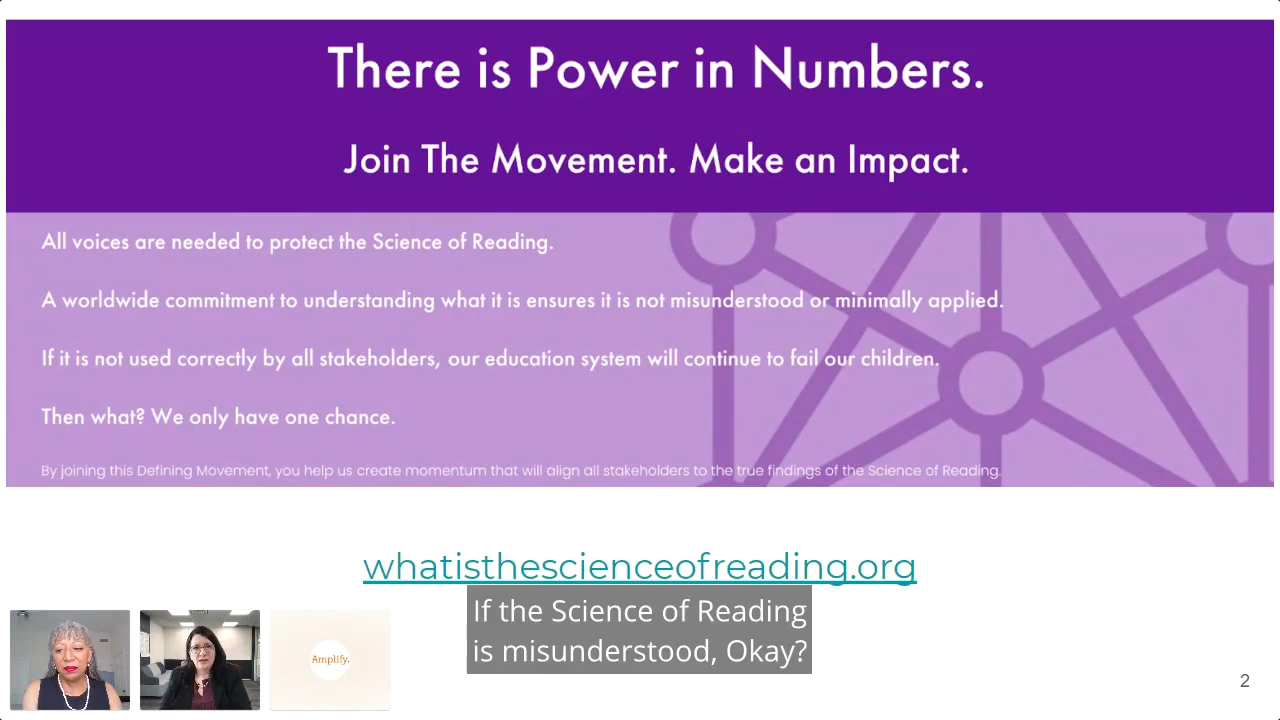 There is Power in Numbers.
Join The Movement. Make an Impact.
All voices are needed to protect the Science of Reading.
A worldwide commitment to understanding what it is ensures it is not misunderstood or minimally applied.
If it is not used correctly by all stakeholders, our education system will continue to fail our children.
Then what? We only have one chance.
By joining this Defining Movement, you help us create momentum that will align all stakeholders to the true findings of the Science of Reading.
whatisthescienceofreading.org
If the Science of Reading
is misunderstood, Okay?
Amplify.
2